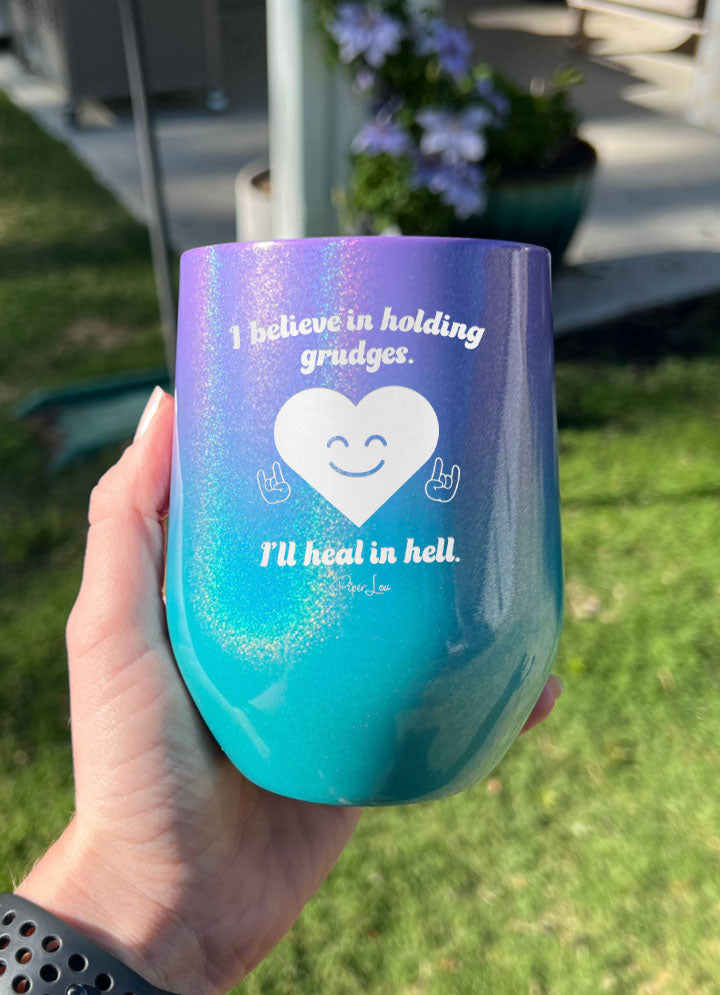 I believe in holding
grudges.
I'll heal in hell.
Piper Lou